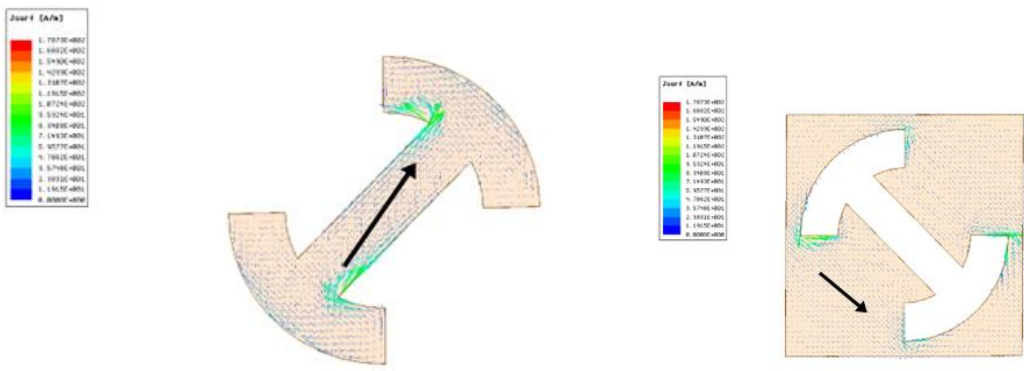 Jsurf [A/m]
1.7873E+002
1.6682E+002
1.5490E+002
1.4299E+002
1.3107E+002
1.1915E+002
1.0724E+002
9.5324E+001
8.3408E+001
7.1493E+001
5.9577E+001
4.7662E+001
3.5746E+001
2.3831E+001
1.1915E+001
0.0000E+000
Jsurf [A/m]
1.7873E+002
1.6682E+002
1.5490E+002
1.4299E+002
1.3107E+002
1.1915E+002
1.0724E+002
9.5324E+001
8.3408E+001
7.1493E+001
5.9577E+001
4.7662E+001
3.5746E+001
2.3831E+001
1.1915E+001
0.0000E+000